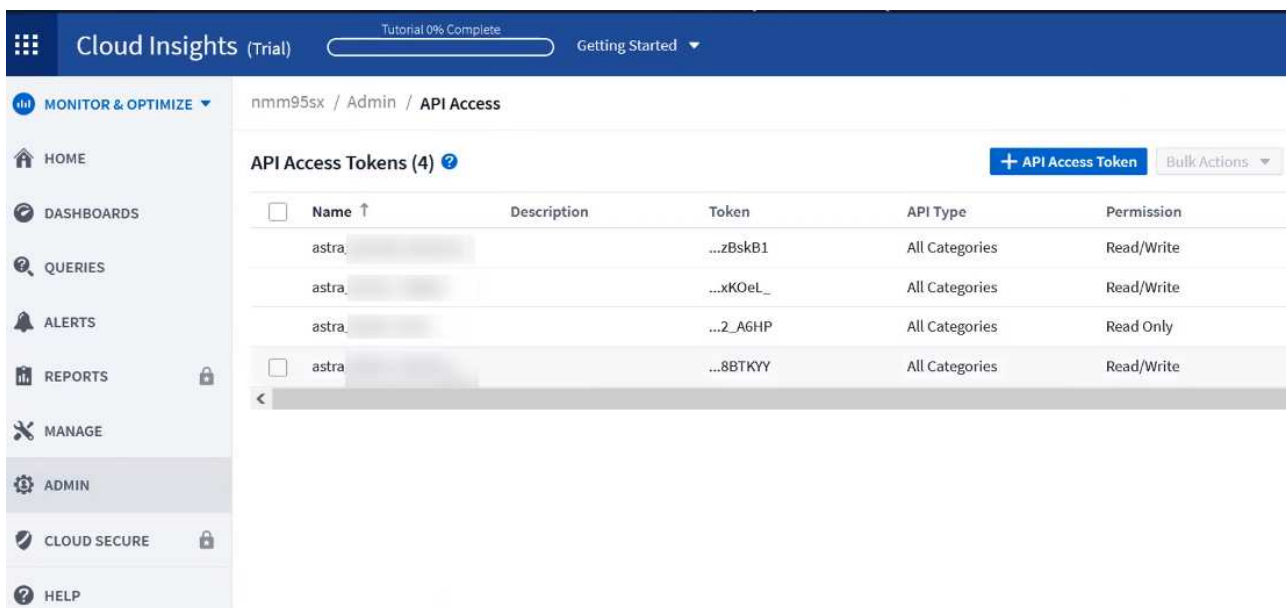 Cloud Insights (Trial)
Tutorial 0% Complete
Getting Started
MONITOR & OPTIMIZE
HOME
DASHBOARDS
QUERIES
ALERTS
REPORTS
MANAGE
ADMIN
CLOUD SECURE
HELP
nmm95sx / Admin / API Access
API Access Tokens (4) ?
+ API Access Token Bulk Actions
Name ↑ Description Token API Type Permission
astra_ ...zBskB1 All Categories Read/Write
astra_ ...xKOeL_ All Categories Read/Write
astra_ ...2_A6HP All Categories Read Only
astra ...8BTKYY All Categories Read/Write